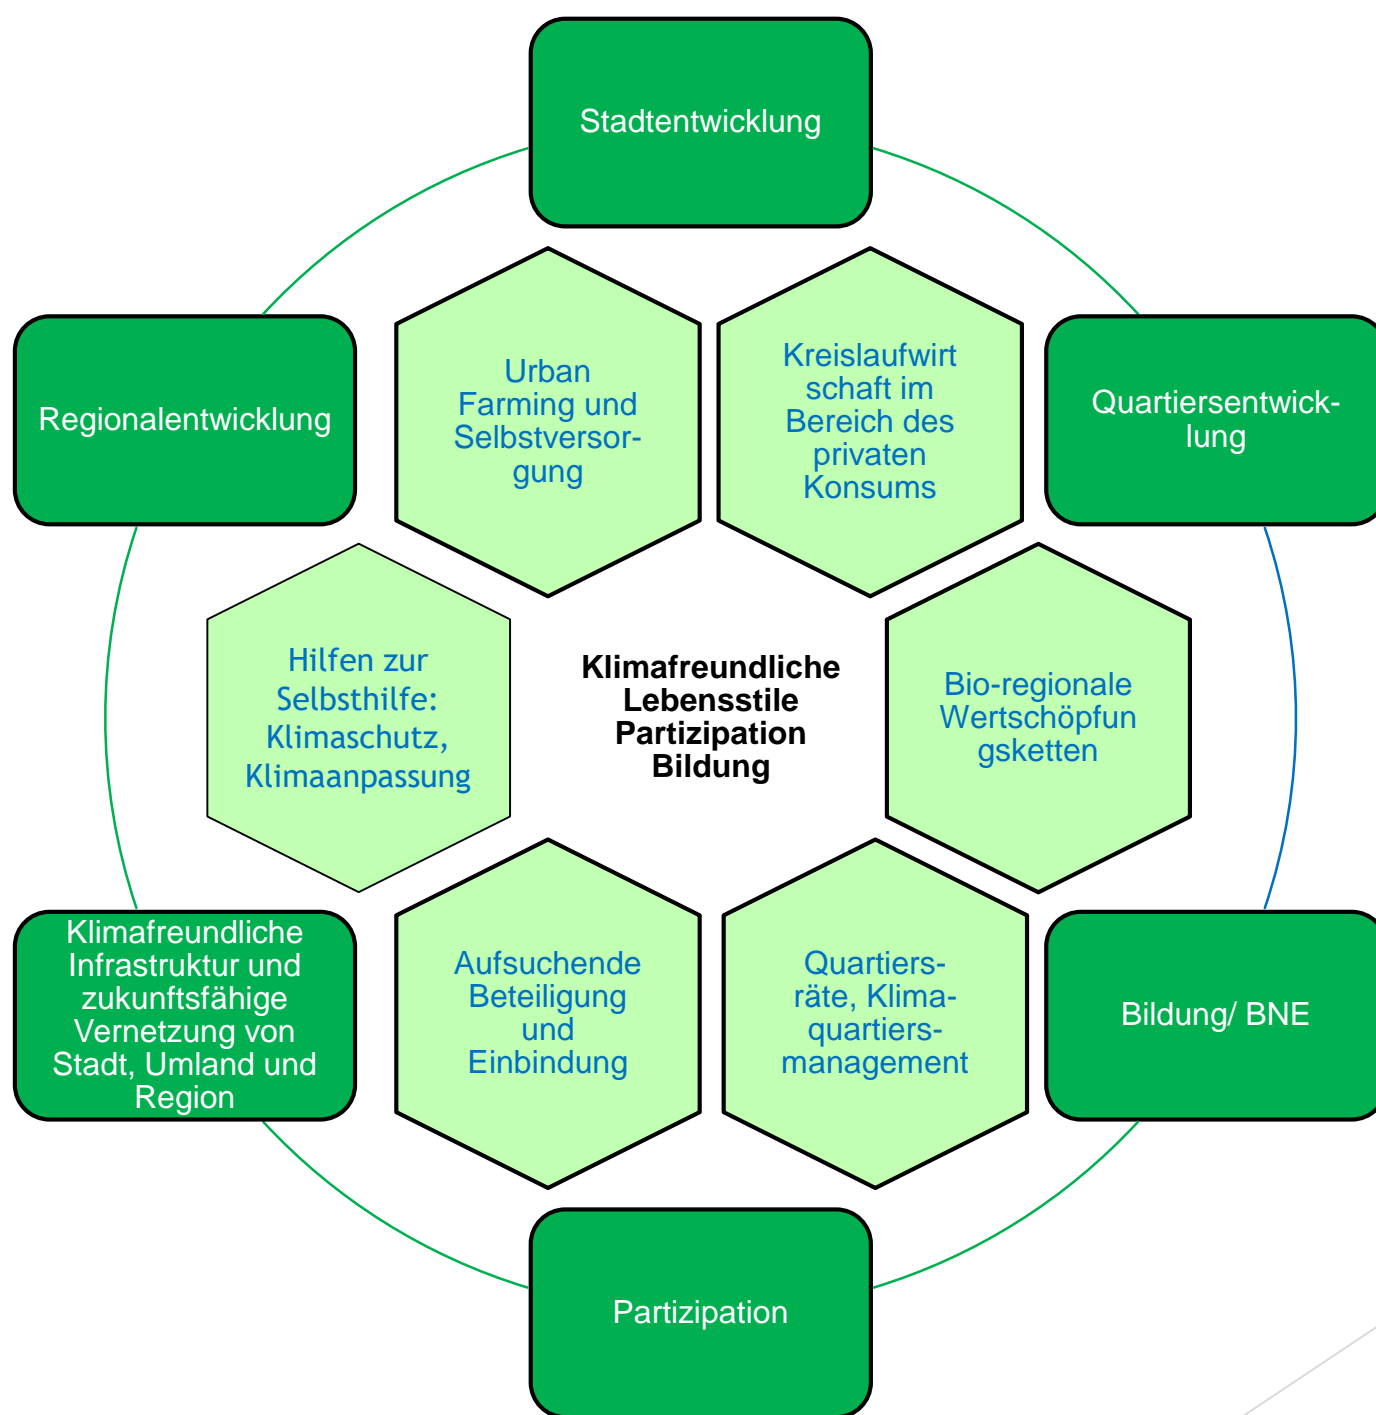 Stadtentwicklung
Regionalentwicklung
Urban
Farming und
Selbstversor-
gung
Kreislaufwirt
schaft im
Bereich des
privaten
Konsums
Quartiersentwick-
lung
Hilfen zur
Selbsthilfe:
Klimaschutz,
Klimaanpassung
Klimafreundliche
Lebensstile
Partizipation
Bildung
Bio-regionale
Wertschöpfun
gsketten
Klimafreundliche
Infrastruktur und
zukunftsfähige
Vernetzung von
Stadt, Umland und
Region
Aufsuchende
Beteiligung
und
Einbindung
Quartiers-
räte, Klima-
quartiers-
management
Bildung/ BNE
Partizipation